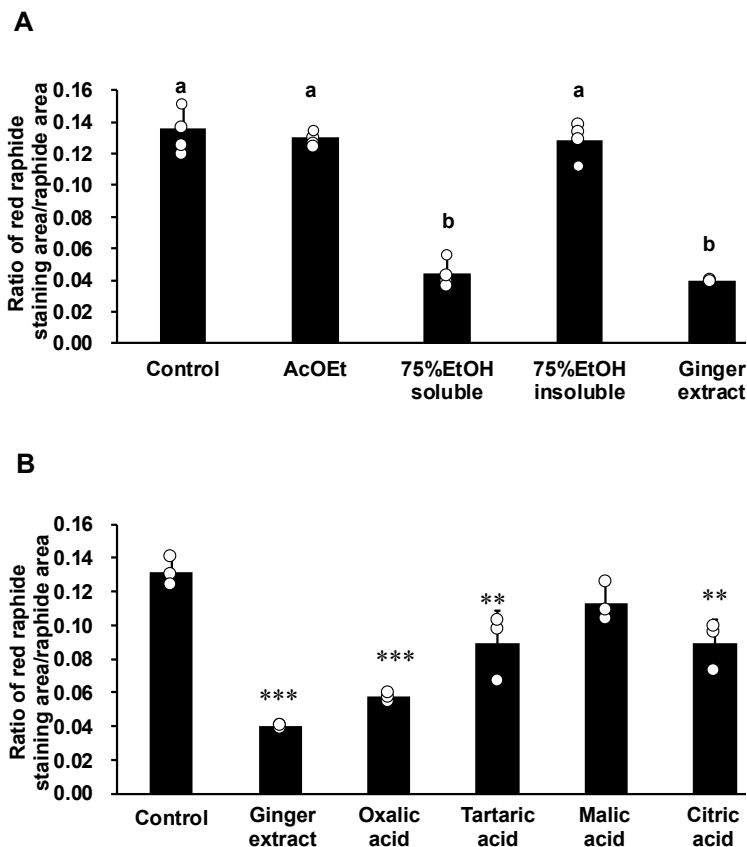 A
Ratio of red raphide
staining area/raphide area
0.16
0.14
0.12
0.10
0.08
0.06
0.04
0.02
0.00
a
a
b
a
b
Control
AcOEt
75%EtOH
soluble
75%EtOH
insoluble
Ginger
extract
B
Ratio of red raphide
staining area/raphide area
0.16
0.14
0.12
0.10
0.08
0.06
0.04
0.02
0.00
***
***
**
**
Control
Ginger
extract
Oxalic
acid
Tartaric
acid
Malic
acid
Citric
acid